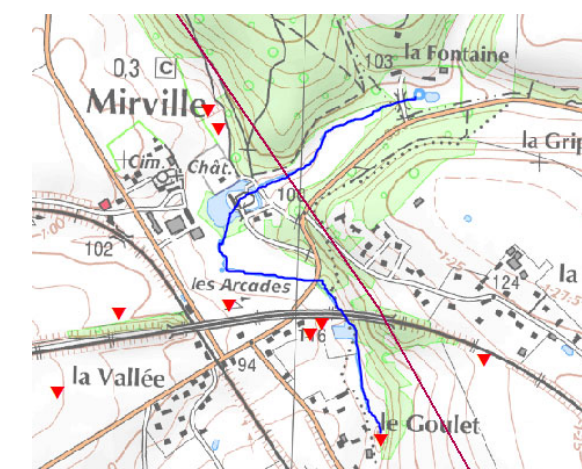 la Fontaine
103
0,3 C
Mirville
la Grip
Cim.
Chât.
102
les Arcades
124
la
116
94
la Vallée
le Goulet